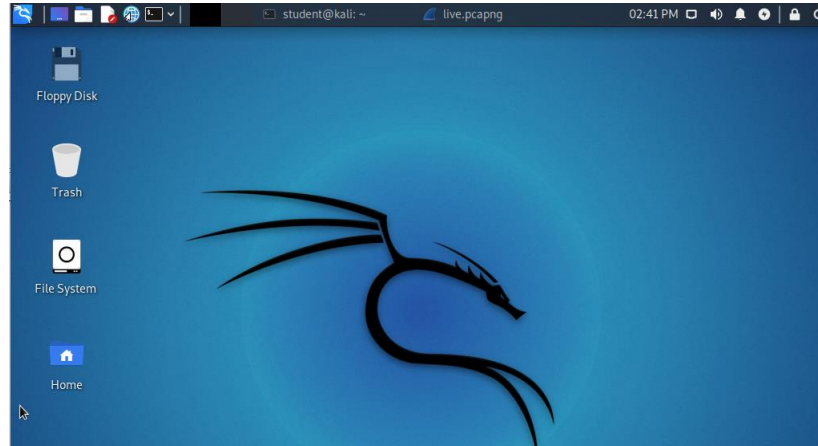 student@kali: ~
live.pcapng
02:41 PM
Floppy Disk
Trash
File System
Home